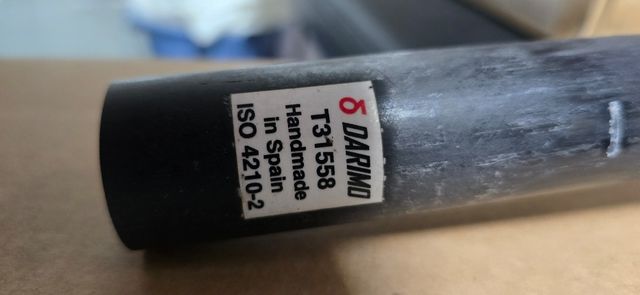 δ DARIMO
T31558
Handmade
in Spain
ISO 4210-2